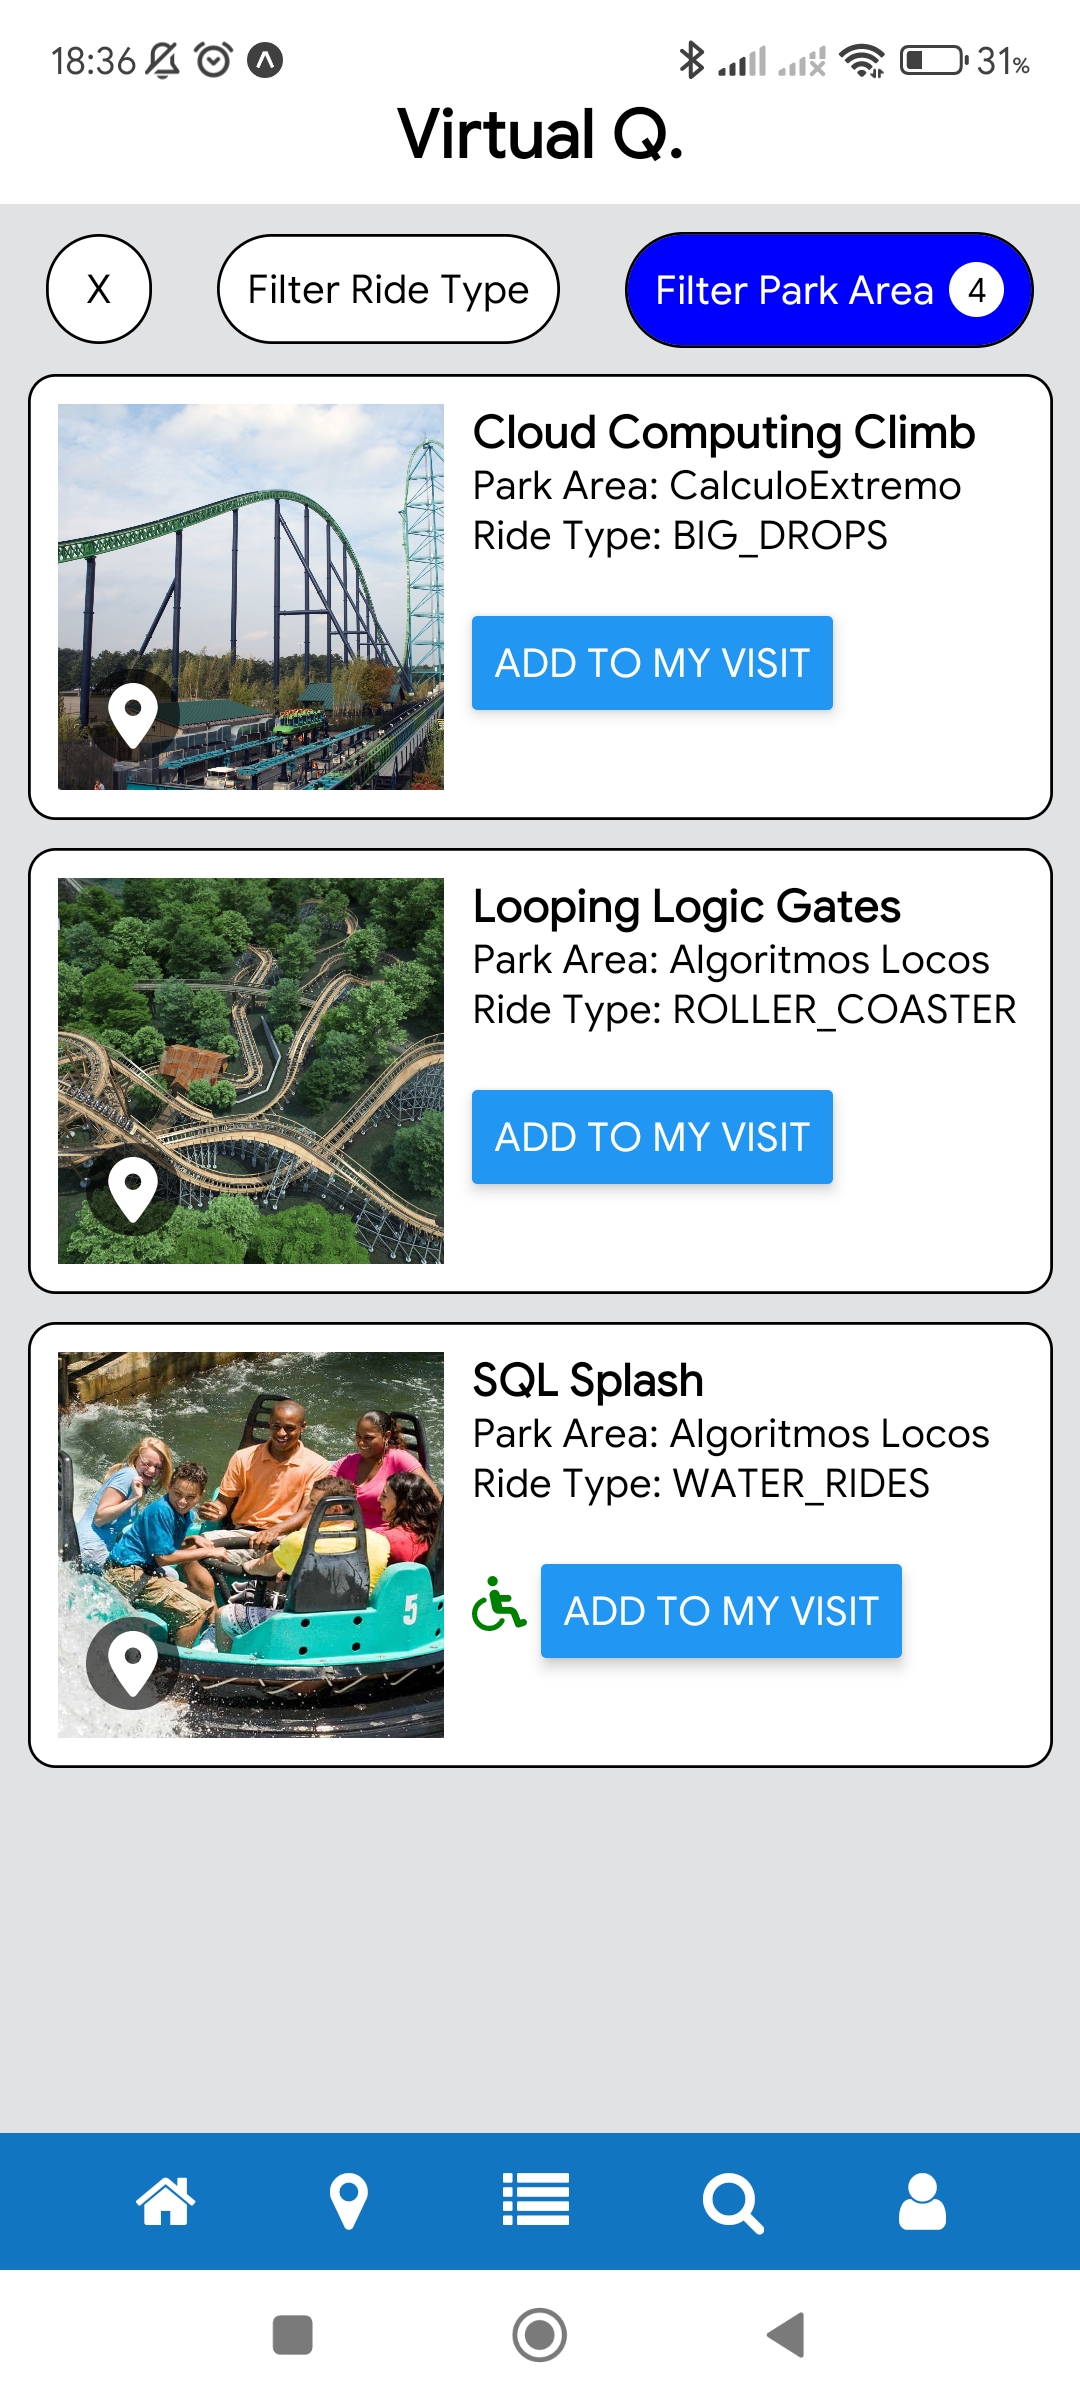 18:36 31%
Virtual Q.
X Filter Ride Type Filter Park Area 4
Cloud Computing Climb
Park Area: CalculoExtremo
Ride Type: BIG_DROPS
ADD TO MY VISIT
Looping Logic Gates
Park Area: Algoritmos Locos
Ride Type: ROLLER_COASTER
ADD TO MY VISIT
SQL Splash
Park Area: Algoritmos Locos
Ride Type: WATER_RIDES
5
ADD TO MY VISIT